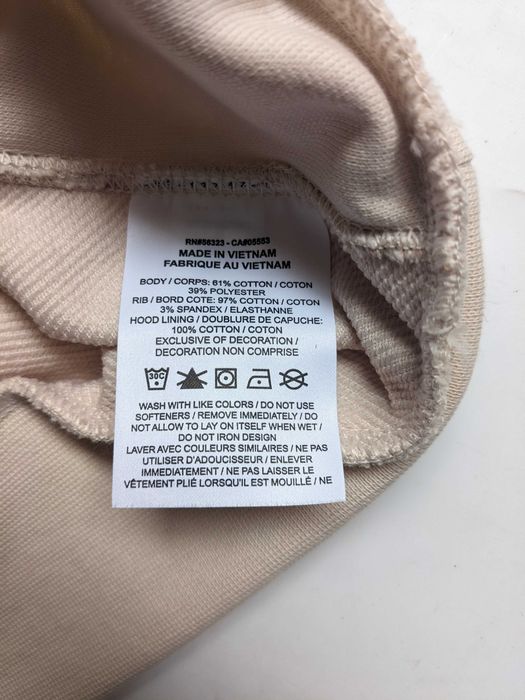 RN#56323 - CA#05553
MADE IN VIETNAM
FABRIQUE AU VIETNAM
BODY / CORPS: 61% COTTON / COTON
39% POLYESTER
RIB / BORD COTE: 97% COTTON / COTON
3% SPANDEX / ELASTHANNE
HOOD LINING / DOUBLURE DE CAPUCHE:
100% COTTON / COTON
EXCLUSIVE OF DECORATION /
DECORATION NON COMPRISE
30C
WASH WITH LIKE COLORS / DO NOT USE
SOFTENERS / REMOVE IMMEDIATELY / DO
NOT ALLOW TO LAY ON ITSELF WHEN WET /
DO NOT IRON DESIGN
LAVER AVEC COULEURS SIMILAIRES / NE PAS
UTILISER D'ADOUCISSEUR / ENLEVER
IMMEDIATEMENT / NE PAS LAISSER LE
VÊTEMENT PLIÉ LORSQU'IL EST MOUILLÉ / NE